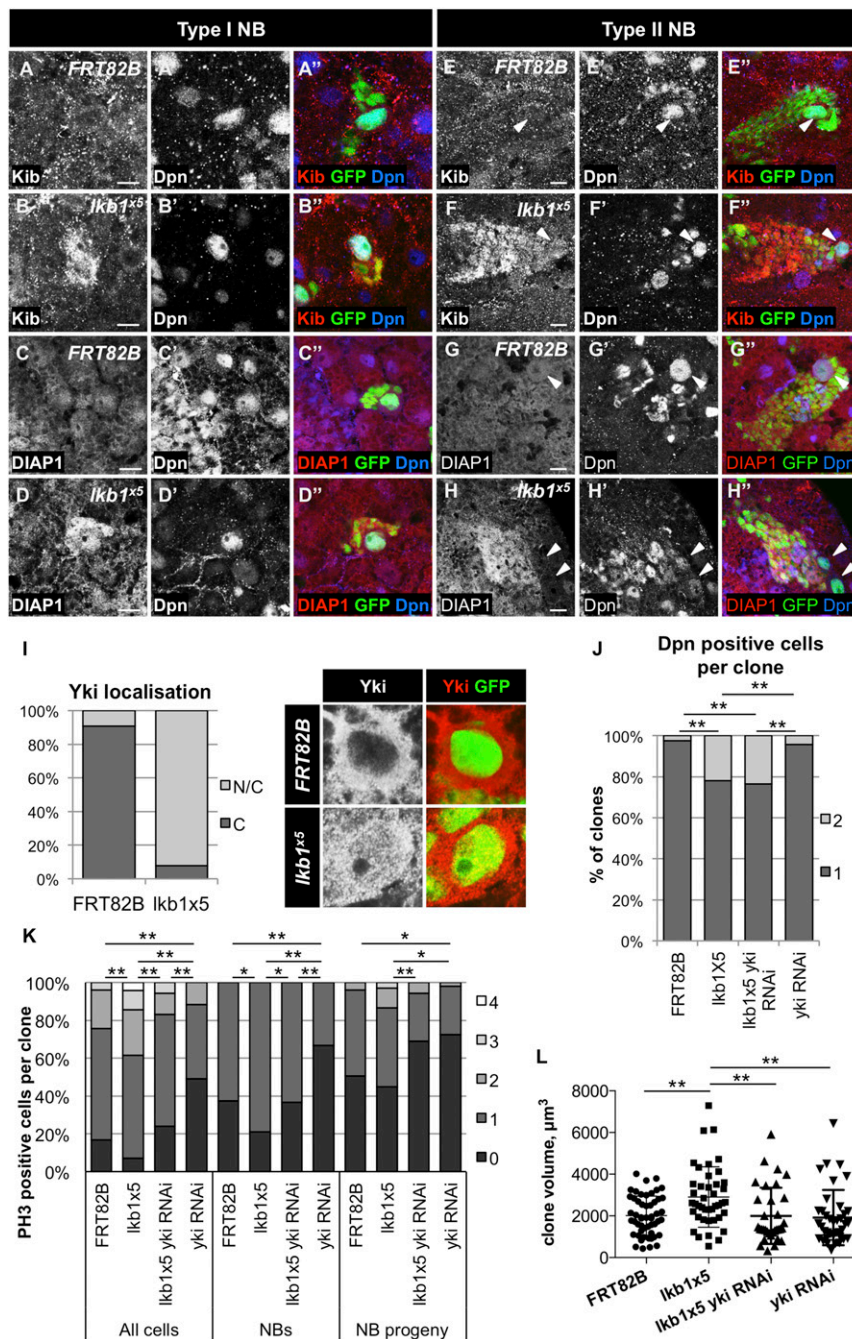 Type I NB
Type II NB
A FRT82B A' A'' E FRT82B E' E''
Kib Dpn Kib GFP Dpn Kib Dpn Kib GFP Dpn
B lkb1x5 B' B'' F lkb1x5 F' F''
Kib Dpn Kib GFP Dpn Kib Dpn Kib GFP Dpn
C FRT82B C' C'' G FRT82B G' G''
DIAP1 Dpn DIAP1 GFP Dpn DIAP1 Dpn DIAP1 GFP Dpn
D lkb1x5 D' D'' H lkb1x5 H' H''
DIAP1 Dpn DIAP1 GFP Dpn DIAP1 Dpn DIAP1 GFP Dpn
I
Yki localisation
100%
80%
60%
40%
20%
0%
N/C
C
FRT82B lkb1x5
Yki Yki GFP
FRT82B
lkb1x5
J
Dpn positive cells
per clone
**
**
** **
% of clones
100%
80%
60%
40%
20%
0%
2
1
FRT82B
lkb1X5
lkb1x5 yki
RNAi
yki RNAi
K
** ** *
** ** *
** ** ** * * ** **
PH3 positive cells per clone
100%
80%
60%
40%
20%
0%
4
3
2
1
0
FRT82B
lkb1x5
lkb1x5 yki RNAi
yki RNAi
FRT82B
lkb1x5
lkb1x5 yki RNAi
yki RNAi
FRT82B
lkb1x5
lkb1x5 yki RNAi
yki RNAi
All cells NBs NB progeny
L
**
** **
clone volume, µm3
8000
6000
4000
2000
0
FRT82B
lkb1x5
lkb1x5 yki RNAi
yki RNAi